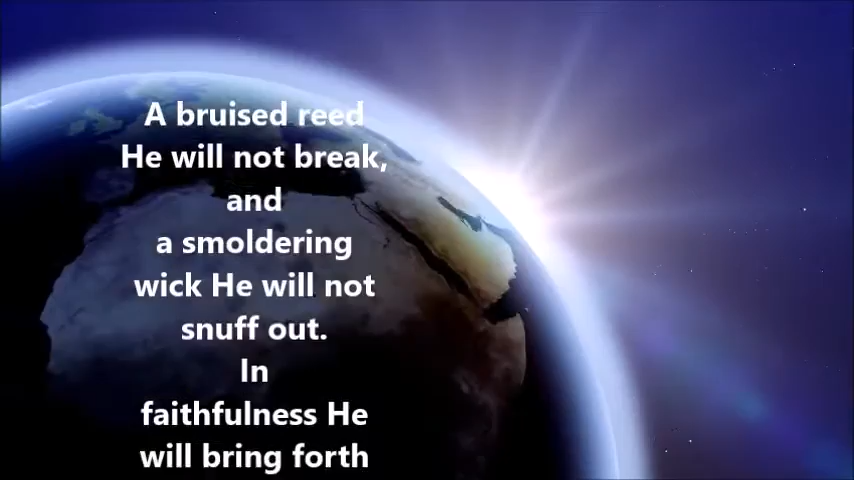 A bruised reed
He will not break,
and
a smoldering
wick He will not
snuff out.
In
faithfulness He
will bring forth